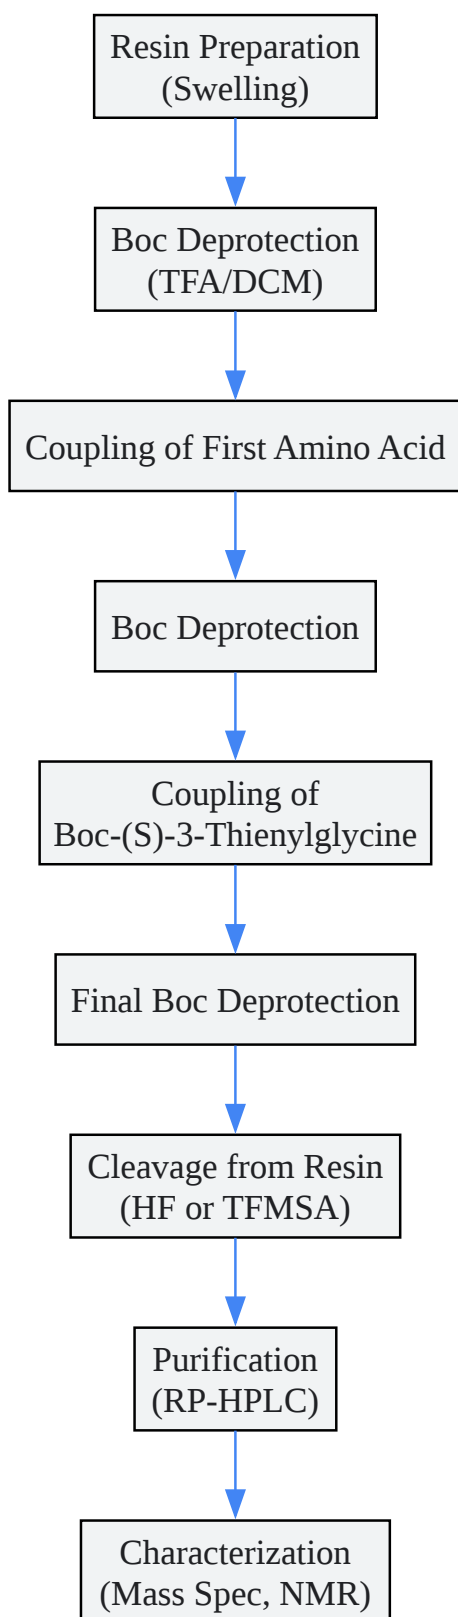 Resin Preparation
(Swelling)
Boc Deprotection
(TFA/DCM)
Coupling of First Amino Acid
Boc Deprotection
Coupling of
Boc-(S)-3-Thienylglycine
Final Boc Deprotection
Cleavage from Resin
(HF or TFMSA)
Purification
(RP-HPLC)
Characterization
(Mass Spec, NMR)